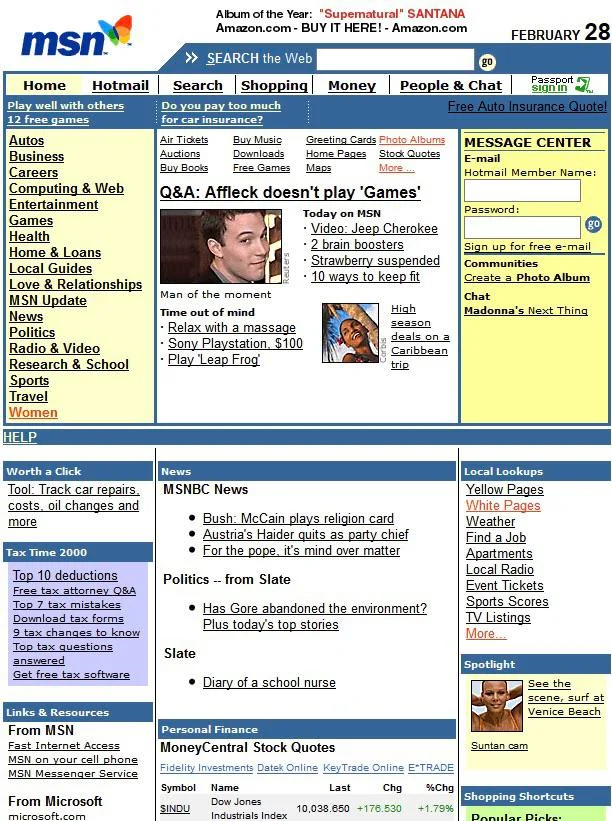 Album of the Year: "Supernatural" SANTANA
Amazon.com - BUY IT HERE! - Amazon.com
msn
FEBRUARY 28
SEARCH the Web
go
Home
Hotmail
Search
Shopping
Money
People & Chat
Passport
sign in
Play well with others
12 free games
Do you pay too much
for car insurance?
Free Auto Insurance Quote!
Autos
Business
Careers
Computing & Web
Entertainment
Games
Health
Home & Loans
Local Guides
Love & Relationships
MSN Update
News
Politics
Radio & Video
Research & School
Sports
Travel
Women
Air Tickets
Buy Music
Greeting Cards
Photo Albums
Auctions
Downloads
Home Pages
Stock Quotes
Buy Books
Free Games
Maps
More ...
Q&A: Affleck doesn't play 'Games'
Reuters
Man of the moment
Today on MSN
· Video: Jeep Cherokee
· 2 brain boosters
· Strawberry suspended
· 10 ways to keep fit
Time out of mind
· Relax with a massage
· Sony Playstation, $100
· Play 'Leap Frog'
Corbis
High
season
deals on a
Caribbean
trip
MESSAGE CENTER
E-mail
Hotmail Member Name:
Password:
go
Sign up for free e-mail
Communities
Create a Photo Album
Chat
Madonna's Next Thing
HELP
Worth a Click
Tool: Track car repairs,
costs, oil changes and
more
Tax Time 2000
Top 10 deductions
Free tax attorney Q&A
Top 7 tax mistakes
Download tax forms
9 tax changes to know
Top tax questions
answered
Get free tax software
Links & Resources
From MSN
Fast Internet Access
MSN on your cell phone
MSN Messenger Service
From Microsoft
microsoft.com
News
MSNBC News
• Bush: McCain plays religion card
• Austria's Haider quits as party chief
• For the pope, it's mind over matter
Politics -- from Slate
• Has Gore abandoned the environment?
Plus today's top stories
Slate
• Diary of a school nurse
Personal Finance
MoneyCentral Stock Quotes
Fidelity Investments Datek Online KeyTrade Online E*TRADE
Symbol Name Last Chg %Chg
$INDU Dow Jones Industrials Index 10,038.650 +176.530 +1.79%
Local Lookups
Yellow Pages
White Pages
Weather
Find a Job
Apartments
Local Radio
Event Tickets
Sports Scores
TV Listings
More...
Spotlight
See the
scene, surf at
Venice Beach
Suntan cam
Shopping Shortcuts
Popular Picks: